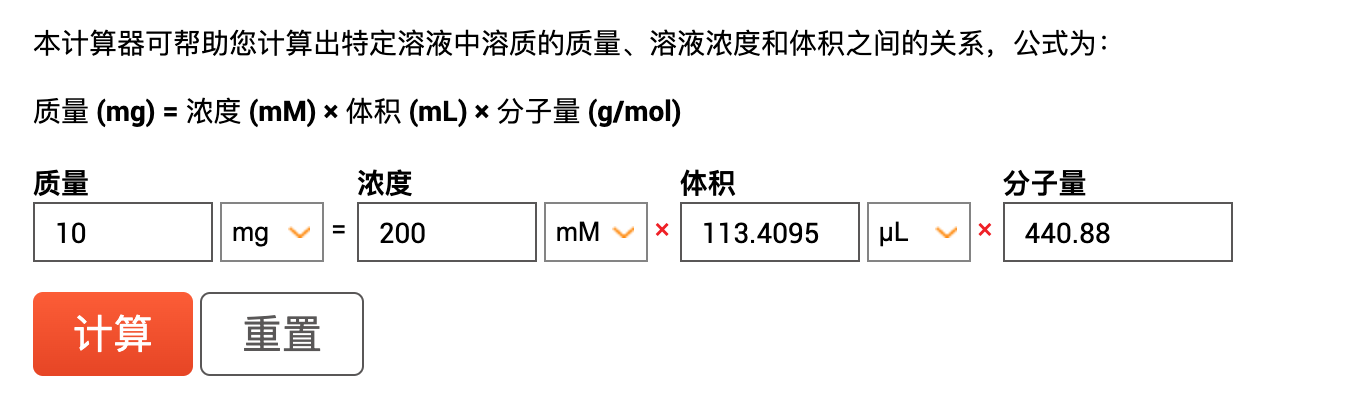 本计算器可帮助您计算出特定溶液中溶质的质量、溶液浓度和体积之间的关系，公式为：
质量 (mg) = 浓度 (mM) × 体积 (mL) × 分子量 (g/mol)
质量 浓度 体积 分子量
10 mg = 200 mM × 113.4095 µL × 440.88
计算 重置